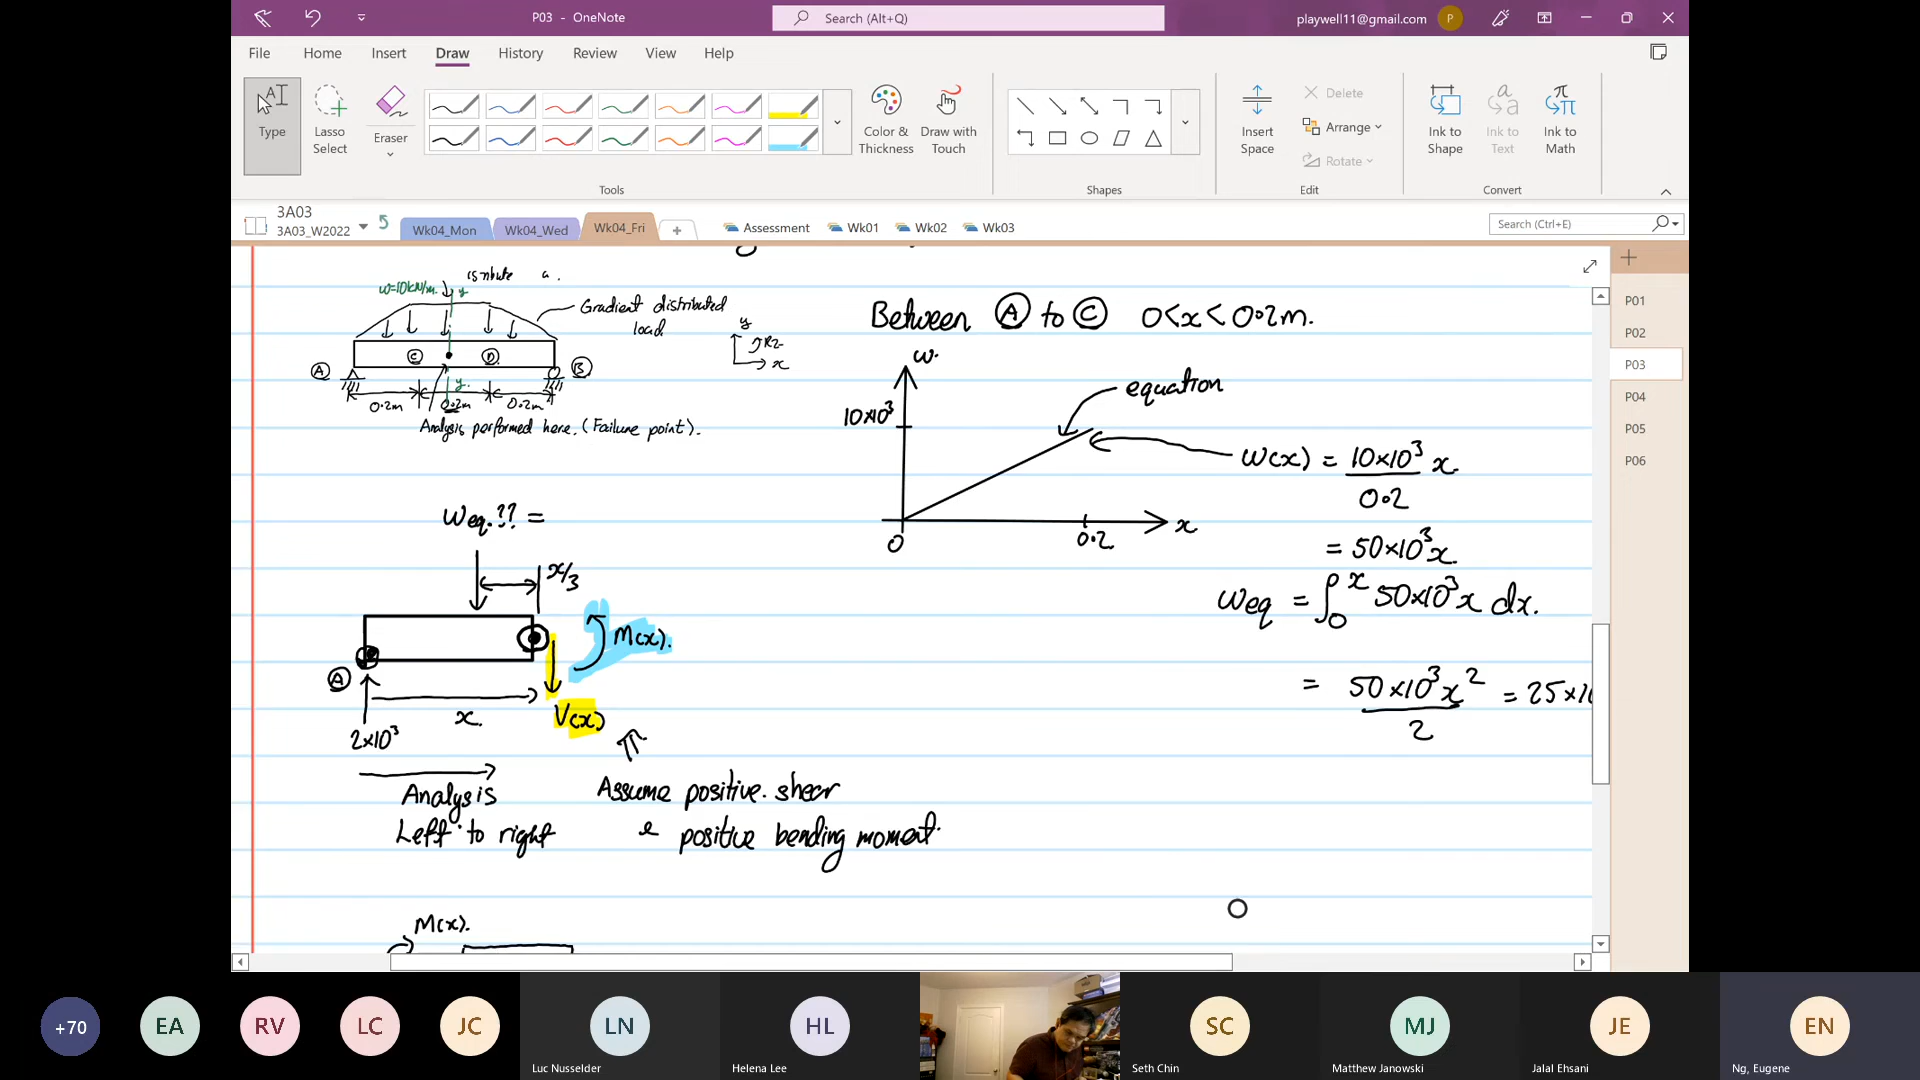 P03 - OneNote
Search (Alt+Q)
playwell11@gmail.com
P
File Home Insert Draw History Review View Help
Type
Lasso Select
Eraser
Color & Thickness
Draw with Touch
Insert Space
Delete
Arrange
Rotate
Ink to Shape
Ink to Text
Ink to Math
Tools
Shapes
Edit
Convert
3A03
3A03_W2022
Wk04_Mon
Wk04_Wed
Wk04_Fri
Assessment
Wk01
Wk02
Wk03
Search (Ctrl+E)
P01
P02
P03
P04
P05
P06
w=10kN/m.
y
Gradient distributed
load.
A C D B
y
Rz
x
y.
0.2m 0.2m 0.2m
Analysis performed here. (Failure point).
Between A to C 0<x<0.2m.
w.
10×10³
equation
w(x) = 10×10³ x.
0.2
0
0.2
x
= 50×10³x.
Weq = ∫₀ˣ 50×10³x dx.
= 50×10³x² = 25×10
2
Weq.?? =
x/3
M(x).
A
x.
V(x)
2×10³
Analysis
Left to right
Assume positive shear
& positive bending moment.
M(x).
+70
EA
RV
LC
JC
LN
Luc Nusselder
HL
Helena Lee
SC
Seth Chin
MJ
Matthew Janowski
JE
Jalal Ehsani
EN
Ng, Eugene